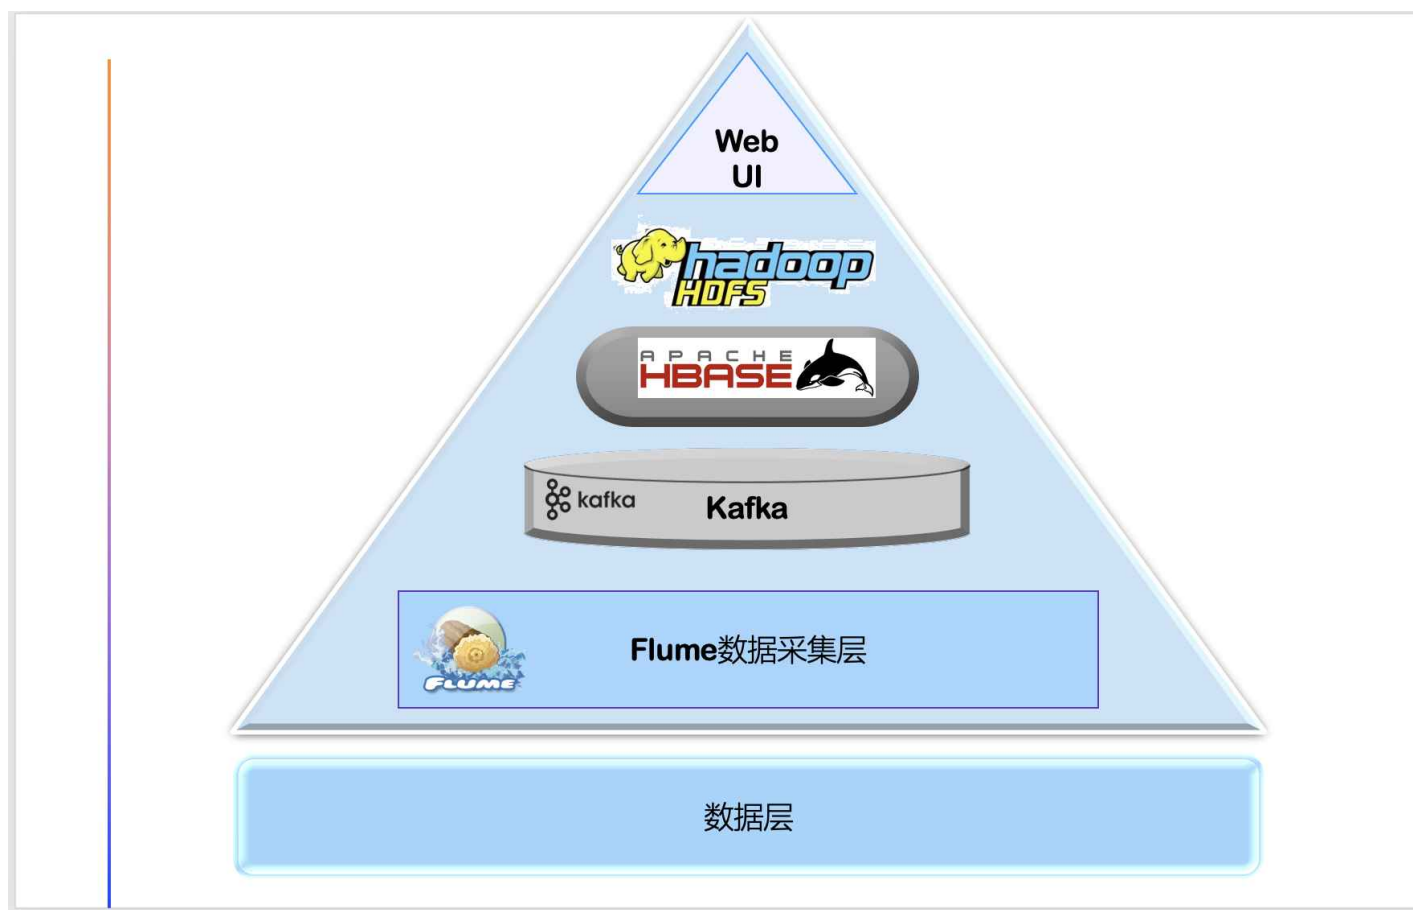 Web
UI
hadoop
HDFS
APACHE
HBASE
kafka
Kafka
FLUME
Flume数据采集层
数据层